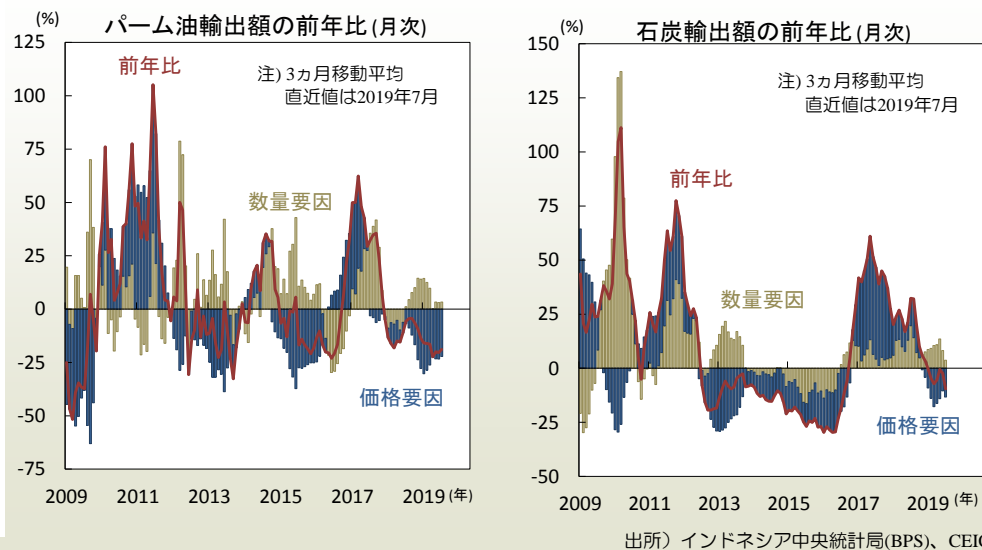 パーム油輸出額の前年比(月次)
(%)
前年比
注) 3ヵ月移動平均
直近値は2019年7月
数量要因
価格要因
125
100
75
50
25
0
-25
-50
-75
2009 2011 2013 2015 2017 2019 (年)
石炭輸出額の前年比(月次)
(%)
注) 3ヵ月移動平均
直近値は2019年7月
前年比
数量要因
価格要因
150
125
100
75
50
25
0
-25
-50
2009 2011 2013 2015 2017 2019 (年)
出所）インドネシア中央統計局(BPS)、CEIC